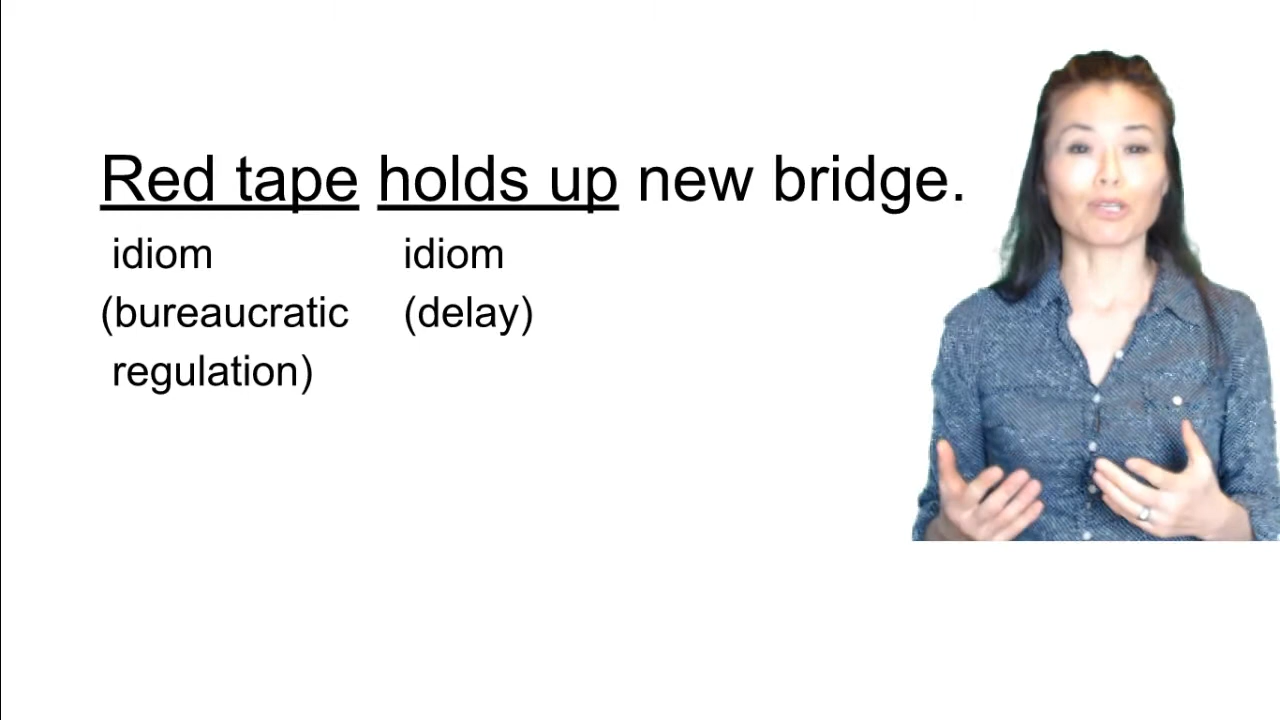 Red tape holds up new bridge.
idiom idiom
(bureaucratic (delay)
regulation)